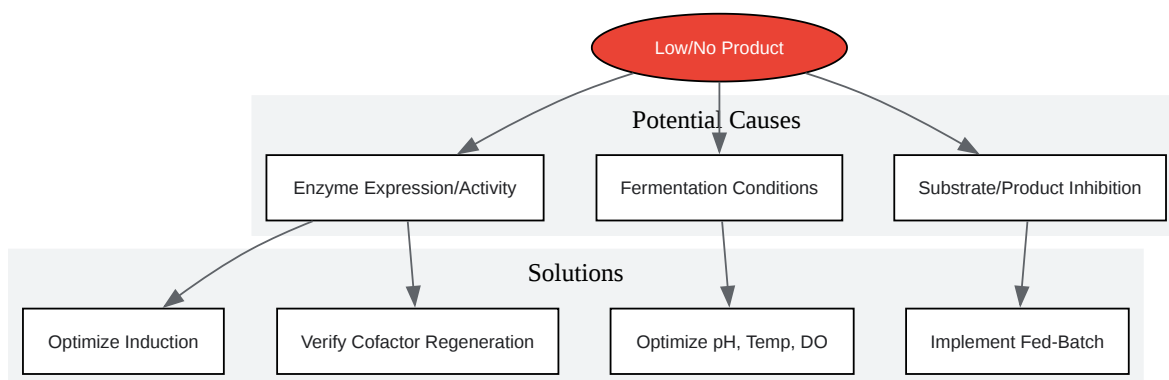 Low/No Product
Potential Causes
Enzyme Expression/Activity
Fermentation Conditions
Substrate/Product Inhibition
Solutions
Optimize Induction
Verify Cofactor Regeneration
Optimize pH, Temp, DO
Implement Fed-Batch